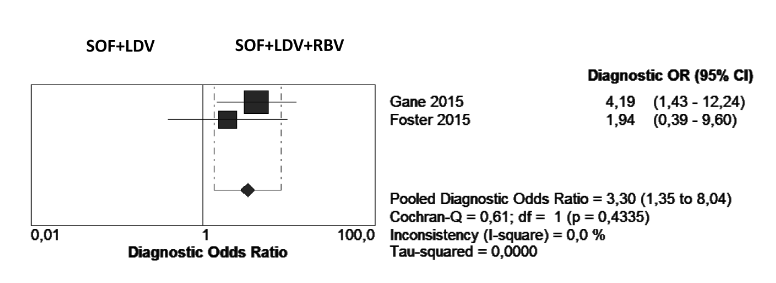 SOF+LDV SOF+LDV+RBV
Diagnostic OR (95% CI)
Gane 2015 4,19 (1,43 - 12,24)
Foster 2015 1,94 (0,39 - 9,60)
Pooled Diagnostic Odds Ratio = 3,30 (1,35 to 8,04)
Cochran-Q = 0,61; df = 1 (p = 0,4335)
Inconsistency (I-square) = 0,0 %
Tau-squared = 0,0000
0,01 1 100,0
Diagnostic Odds Ratio